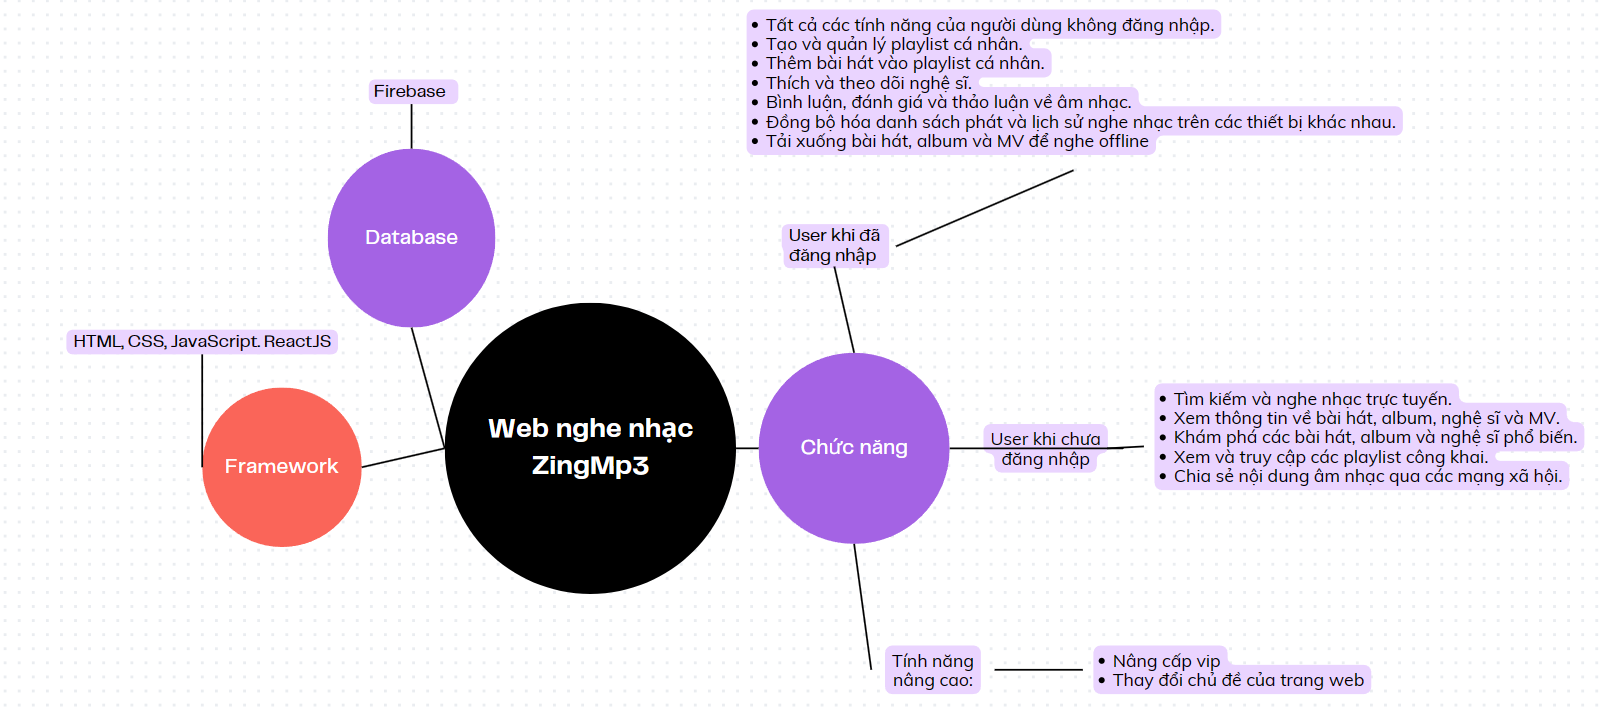 Tất cả các tính năng của người dùng không đăng nhập.
Tạo và quản lý playlist cá nhân.
Thêm bài hát vào playlist cá nhân.
Thích và theo dõi nghệ sĩ.
Bình luận, đánh giá và thảo luận về âm nhạc.
Đồng bộ hóa danh sách phát và lịch sử nghe nhạc trên các thiết bị khác nhau.
Tải xuống bài hát, album và MV để nghe offline
Firebase
Database
User khi đã
đăng nhập
HTML, CSS, JavaScript. ReactJS
Framework
Web nghe nhạc
ZingMp3
Chức năng
User khi chưa
đăng nhập
Tìm kiếm và nghe nhạc trực tuyến.
Xem thông tin về bài hát, album, nghệ sĩ và MV.
Khám phá các bài hát, album và nghệ sĩ phổ biến.
Xem và truy cập các playlist công khai.
Chia sẻ nội dung âm nhạc qua các mạng xã hội.
Tính năng
nâng cao:
Nâng cấp vip
Thay đổi chủ đề của trang web